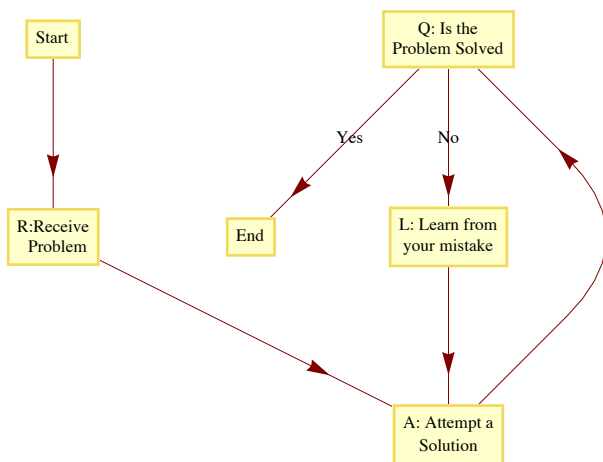 Start
Q: Is the
Problem Solved
Yes
No
R:Receive
Problem
End
L: Learn from
your mistake
A: Attempt a
Solution